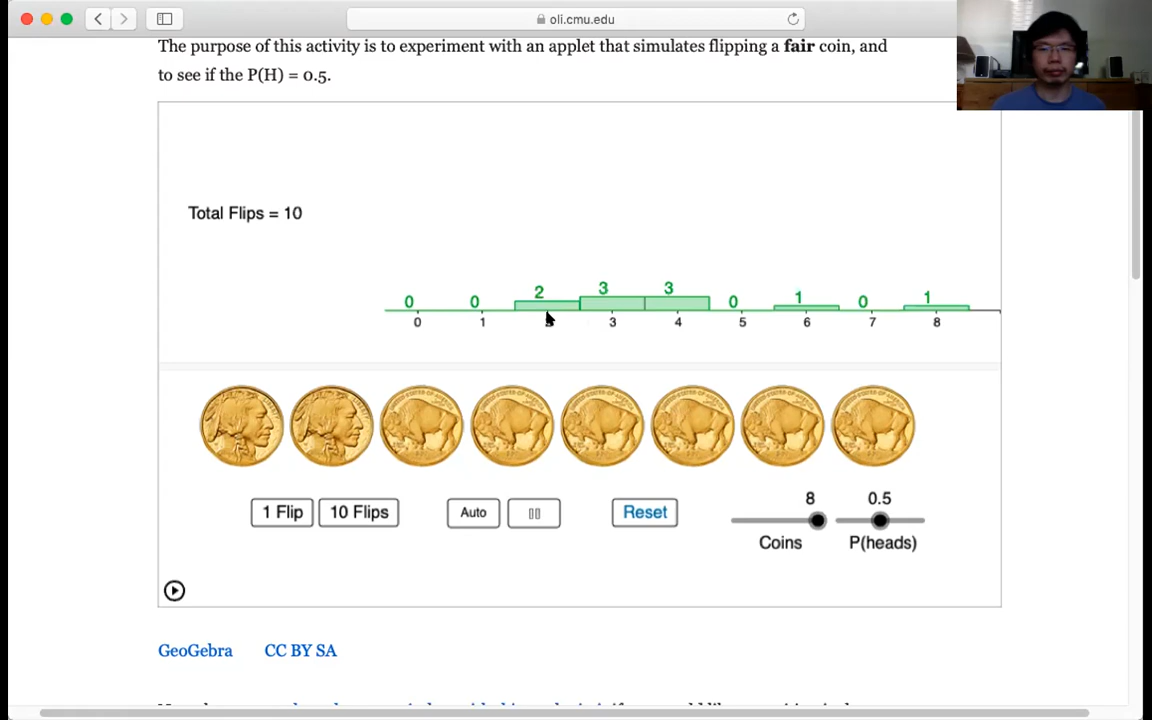 oli.cmu.edu
The purpose of this activity is to experiment with an applet that simulates flipping a fair coin, and
to see if the P(H) = 0.5.
Total Flips = 10
0 0 2 3 3 0 1 0 1
0 1 3 4 5 6 7 8
8 0.5
1 Flip 10 Flips Auto Reset
Coins P(heads)
GeoGebra CC BY SA